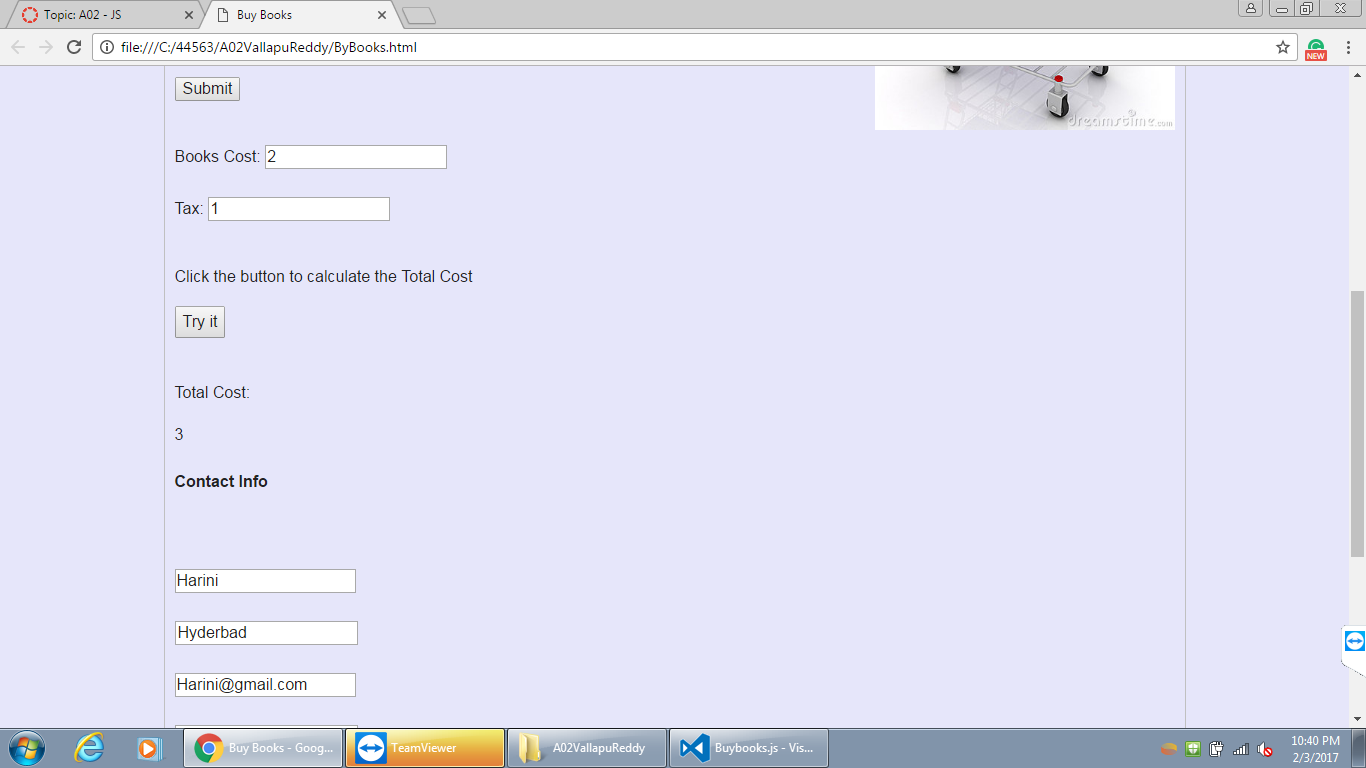 Topic: A02 - JS
Buy Books
file:///C:/44563/A02VallapuReddy/ByBooks.html
NEW
Submit
dreamstime.com
Books Cost: 2
Tax: 1
Click the button to calculate the Total Cost
Try it
Total Cost:
3
Contact Info
Harini
Hyderbad
Harini@gmail.com
Buy Books - Goog...
TeamViewer
A02VallapuReddy
Buybooks.js - Vis...
10:40 PM
2/3/2017